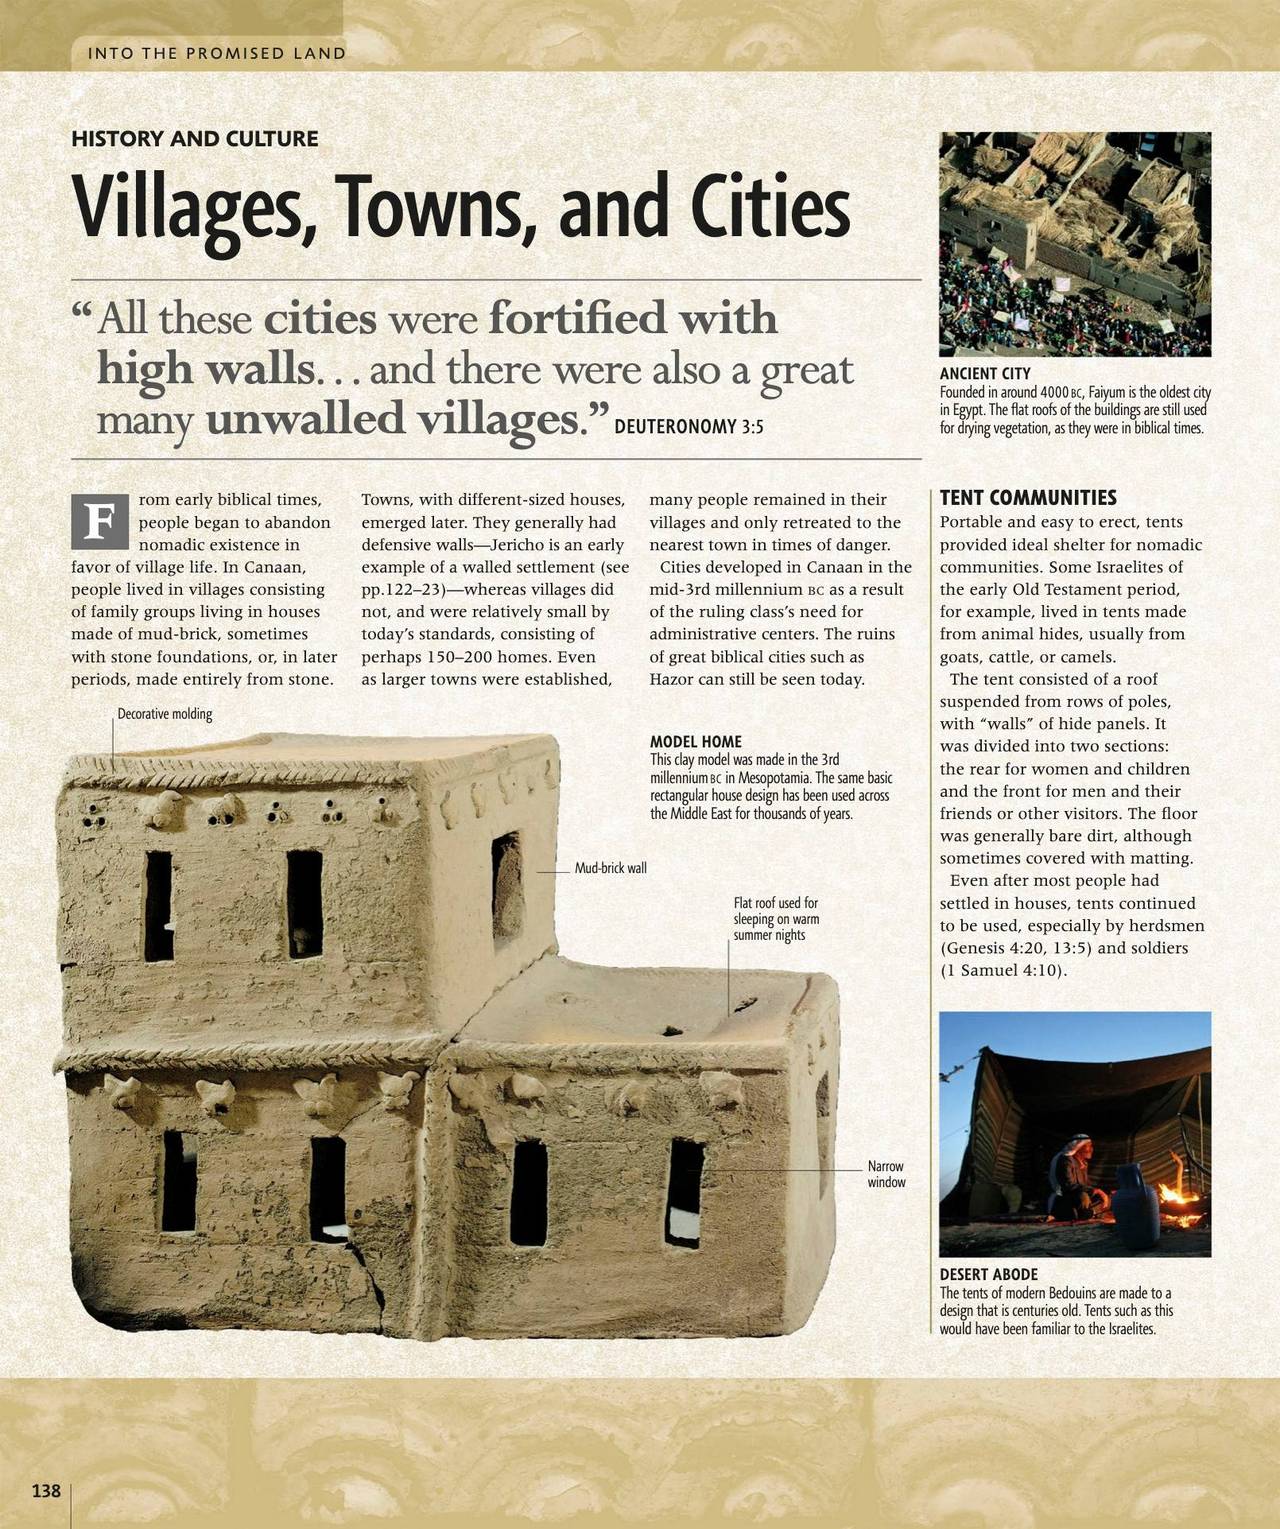 INTO THE PROMISED LAND
HISTORY AND CULTURE
Villages, Towns, and Cities
“All these cities were fortified with
high walls... and there were also a great
many unwalled villages.” DEUTERONOMY 3:5
From early biblical times,
people began to abandon
nomadic existence in
favor of village life. In Canaan,
people lived in villages consisting
of family groups living in houses
made of mud-brick, sometimes
with stone foundations, or, in later
periods, made entirely from stone.
Towns, with different-sized houses,
emerged later. They generally had
defensive walls—Jericho is an early
example of a walled settlement (see
pp.122–23)—whereas villages did
not, and were relatively small by
today’s standards, consisting of
perhaps 150–200 homes. Even
as larger towns were established,
many people remained in their
villages and only retreated to the
nearest town in times of danger.
Cities developed in Canaan in the
mid-3rd millennium BC as a result
of the ruling class’s need for
administrative centers. The ruins
of great biblical cities such as
Hazor can still be seen today.
Decorative molding
MODEL HOME
This clay model was made in the 3rd
millennium BC in Mesopotamia. The same basic
rectangular house design has been used across
the Middle East for thousands of years.
Mud-brick wall
Flat roof used for
sleeping on warm
summer nights
Narrow
window
ANCIENT CITY
Founded in around 4000 BC, Faiyum is the oldest city
in Egypt. The flat roofs of the buildings are still used
for drying vegetation, as they were in biblical times.
TENT COMMUNITIES
Portable and easy to erect, tents
provided ideal shelter for nomadic
communities. Some Israelites of
the early Old Testament period,
for example, lived in tents made
from animal hides, usually from
goats, cattle, or camels.
The tent consisted of a roof
suspended from rows of poles,
with “walls” of hide panels. It
was divided into two sections:
the rear for women and children
and the front for men and their
friends or other visitors. The floor
was generally bare dirt, although
sometimes covered with matting.
Even after most people had
settled in houses, tents continued
to be used, especially by herdsmen
(Genesis 4:20, 13:5) and soldiers
(1 Samuel 4:10).
DESERT ABODE
The tents of modern Bedouins are made to a
design that is centuries old. Tents such as this
would have been familiar to the Israelites.
138